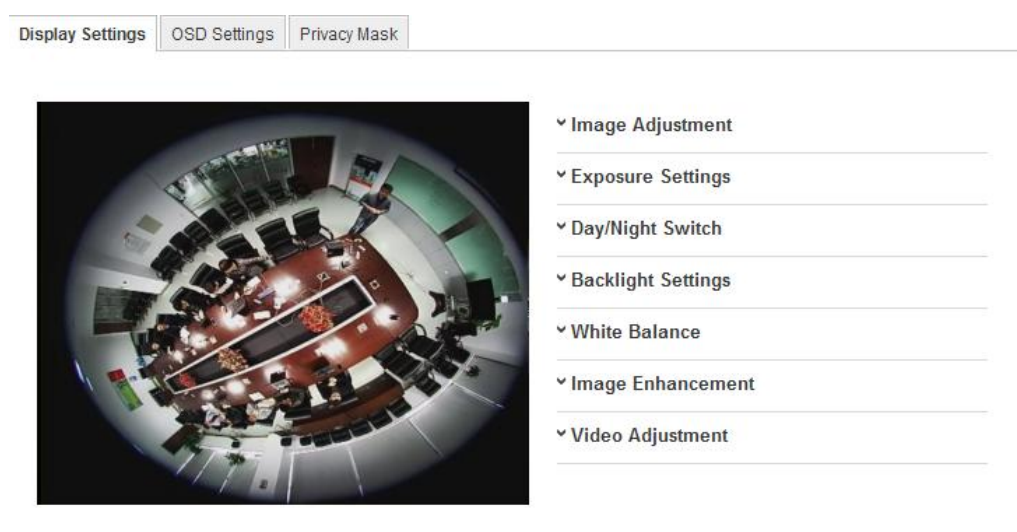 Display Settings
OSD Settings
Privacy Mask
Image Adjustment
Exposure Settings
Day/Night Switch
Backlight Settings
White Balance
Image Enhancement
Video Adjustment